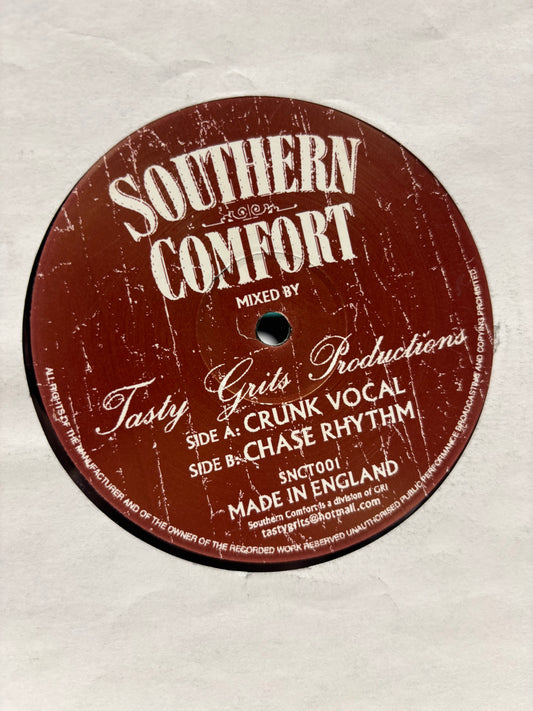 SOUTHERN
COMFORT
MIXED BY
Tasty Grits Productions
SIDE A: CRUNK VOCAL
SIDE B: CHASE RHYTHM
SNCT001
MADE IN ENGLAND
Southern Comfort is a division of GRI
tastygrits@hotmail.com
ALL RIGHTS OF THE MANUFACTURER AND OF THE OWNER OF THE RECORDED WORK RESERVED UNAUTHORISED PUBLIC PERFORMANCE BROADCASTING AND COPYING PROHIBITED